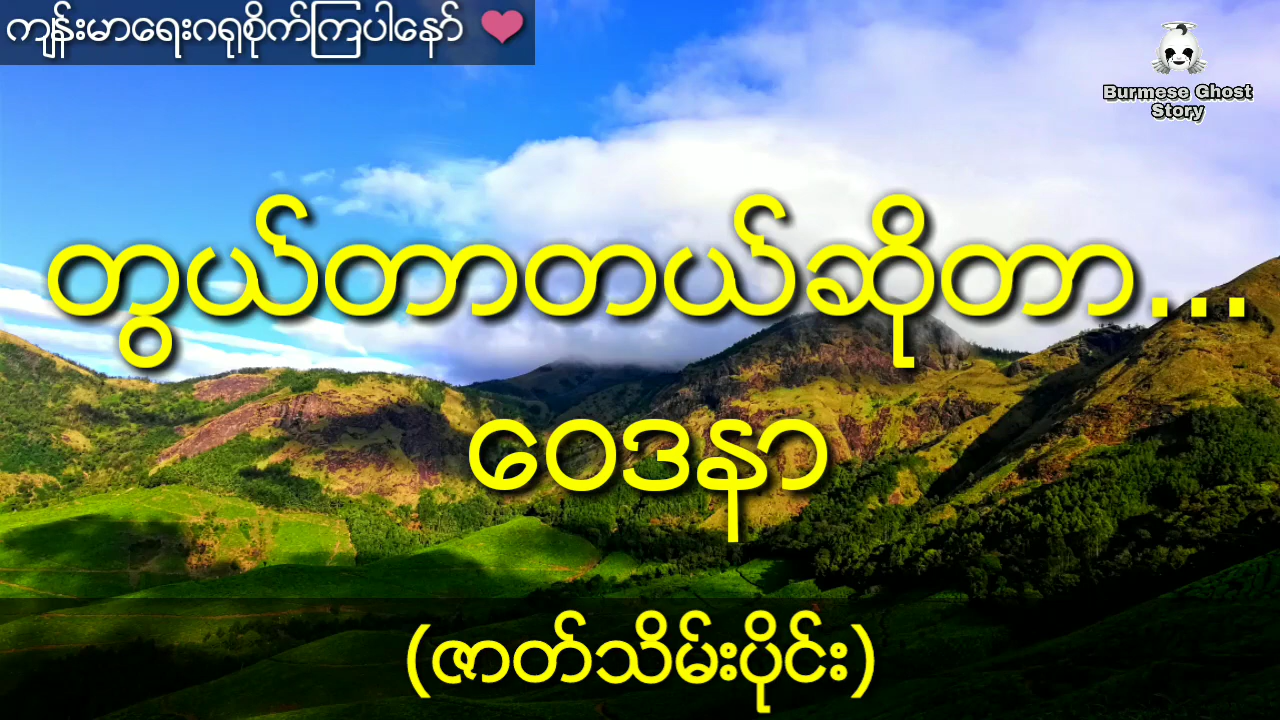 ကျန်းမာရေးဂရုစိုက်ကြပါနော် ❤
Burmese Ghost
Story
တွယ်တာတယ်ဆိုတာ...
ဝေဒနာ
(ဇာတ်သိမ်းပိုင်း)